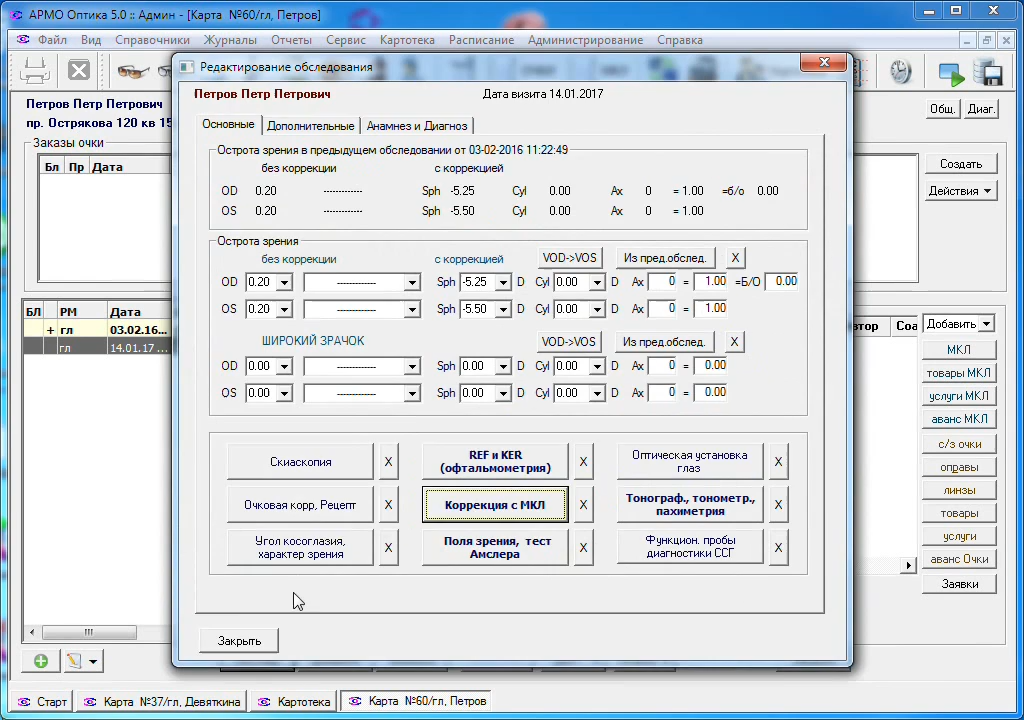 АРМО Оптика 5.0 :: Админ - [Карта №60/гл, Петров]
Файл Вид Справочники Журналы Отчеты Сервис Картотека Расписание Администрирование Справка
Редактирование обследования
Петров Петр Петрович Дата визита 14.01.2017
Петров Петр Петрович Общ. Диаг.
пр. Острякова 120 кв 15
Основные Дополнительные Анамнез и Диагноз
Заказы очки
Бл Пр Дата
Создать
Действия
Острота зрения в предыдущем обследовании от 03-02-2016 11:22:49
без коррекции с коррекцией
OD 0.20 ------------- Sph -5.25 Cyl 0.00 Ax 0 = 1.00 =б/о 0.00
OS 0.20 ------------- Sph -5.50 Cyl 0.00 Ax 0 = 1.00
Острота зрения
без коррекции с коррекцией VOD->VOS Из пред.обслед. X
OD 0.20 ------------- Sph -5.25 D Cyl 0.00 D Ax 0 = 1.00 =Б/О 0.00
OS 0.20 ------------- Sph -5.50 D Cyl 0.00 D Ax 0 = 1.00
ШИРОКИЙ ЗРАЧОК VOD->VOS Из пред.обслед. X
OD 0.00 ------------- Sph 0.00 D Cyl 0.00 D Ax 0 = 0.00
OS 0.00 ------------- Sph 0.00 D Cyl 0.00 D Ax 0 = 0.00
БЛ РМ Дата
+ гл 03.02.16...
гл 14.01.17 ...
тор Соа
Добавить
МКЛ
товары МКЛ
услуги МКЛ
аванс МКЛ
с/з очки
оправы
линзы
товары
услуги
аванс Очки
Заявки
Скиаскопия X REF и KER (офтальмометрия) X Оптическая установка глаз X
Очковая корр, Рецепт X Коррекция с МКЛ X Тонограф., тонометр., пахиметрия X
Угол косоглазия, характер зрения X Поля зрения, тест Амслера X Функцион. пробы диагностики ССГ X
Закрыть
Старт Карта №37/гл, Девяткина Картотека Карта №60/гл, Петров